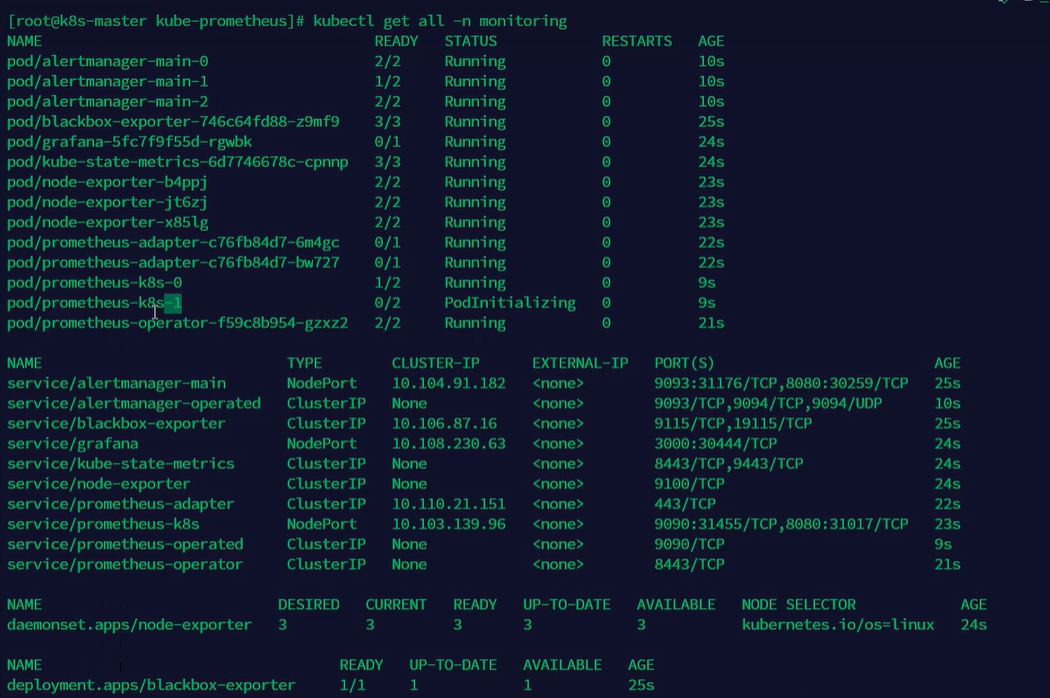 [root@k8s-master kube-prometheus]# kubectl get all -n monitoring
NAME READY STATUS RESTARTS AGE
pod/alertmanager-main-0 2/2 Running 0 10s
pod/alertmanager-main-1 1/2 Running 0 10s
pod/alertmanager-main-2 2/2 Running 0 10s
pod/blackbox-exporter-746c64fd88-z9mf9 3/3 Running 0 25s
pod/grafana-5fc7f9f55d-rgwbk 0/1 Running 0 24s
pod/kube-state-metrics-6d7746678c-cpnnp 3/3 Running 0 24s
pod/node-exporter-b4ppj 2/2 Running 0 23s
pod/node-exporter-jt6zj 2/2 Running 0 23s
pod/node-exporter-x85lg 2/2 Running 0 23s
pod/prometheus-adapter-c76fb84d7-6m4gc 0/1 Running 0 22s
pod/prometheus-adapter-c76fb84d7-bw727 0/1 Running 0 22s
pod/prometheus-k8s-0 1/2 Running 0 9s
pod/prometheus-k8s-1 0/2 PodInitializing 0 9s
pod/prometheus-operator-f59c8b954-gzxz2 2/2 Running 0 21s
NAME TYPE CLUSTER-IP EXTERNAL-IP PORT(S) AGE
service/alertmanager-main NodePort 10.104.91.182 <none> 9093:31176/TCP,8080:30259/TCP 25s
service/alertmanager-operated ClusterIP None <none> 9093/TCP,9094/TCP,9094/UDP 10s
service/blackbox-exporter ClusterIP 10.106.87.16 <none> 9115/TCP,19115/TCP 25s
service/grafana NodePort 10.108.230.63 <none> 3000:30444/TCP 24s
service/kube-state-metrics ClusterIP None <none> 8443/TCP,9443/TCP 24s
service/node-exporter ClusterIP None <none> 9100/TCP 24s
service/prometheus-adapter ClusterIP 10.110.21.151 <none> 443/TCP 22s
service/prometheus-k8s NodePort 10.103.139.96 <none> 9090:31455/TCP,8080:31017/TCP 23s
service/prometheus-operated ClusterIP None <none> 9090/TCP 9s
service/prometheus-operator ClusterIP None <none> 8443/TCP 21s
NAME DESIRED CURRENT READY UP-TO-DATE AVAILABLE NODE SELECTOR AGE
daemonset.apps/node-exporter 3 3 3 3 3 kubernetes.io/os=linux 24s
NAME READY UP-TO-DATE AVAILABLE AGE
deployment.apps/blackbox-exporter 1/1 1 1 25s